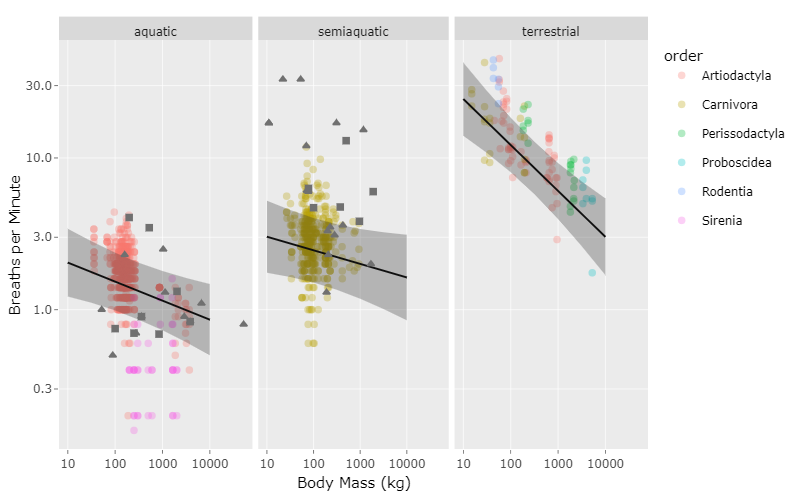 aquatic semiaquatic terrestrial
order
Artiodactyla
Carnivora
Perissodactyla
Proboscidea
Rodentia
Sirenia
Breaths per Minute
30.0
10.0
3.0
1.0
0.3
10 100 1000 10000 10 100 1000 10000 10 100 1000 10000
Body Mass (kg)